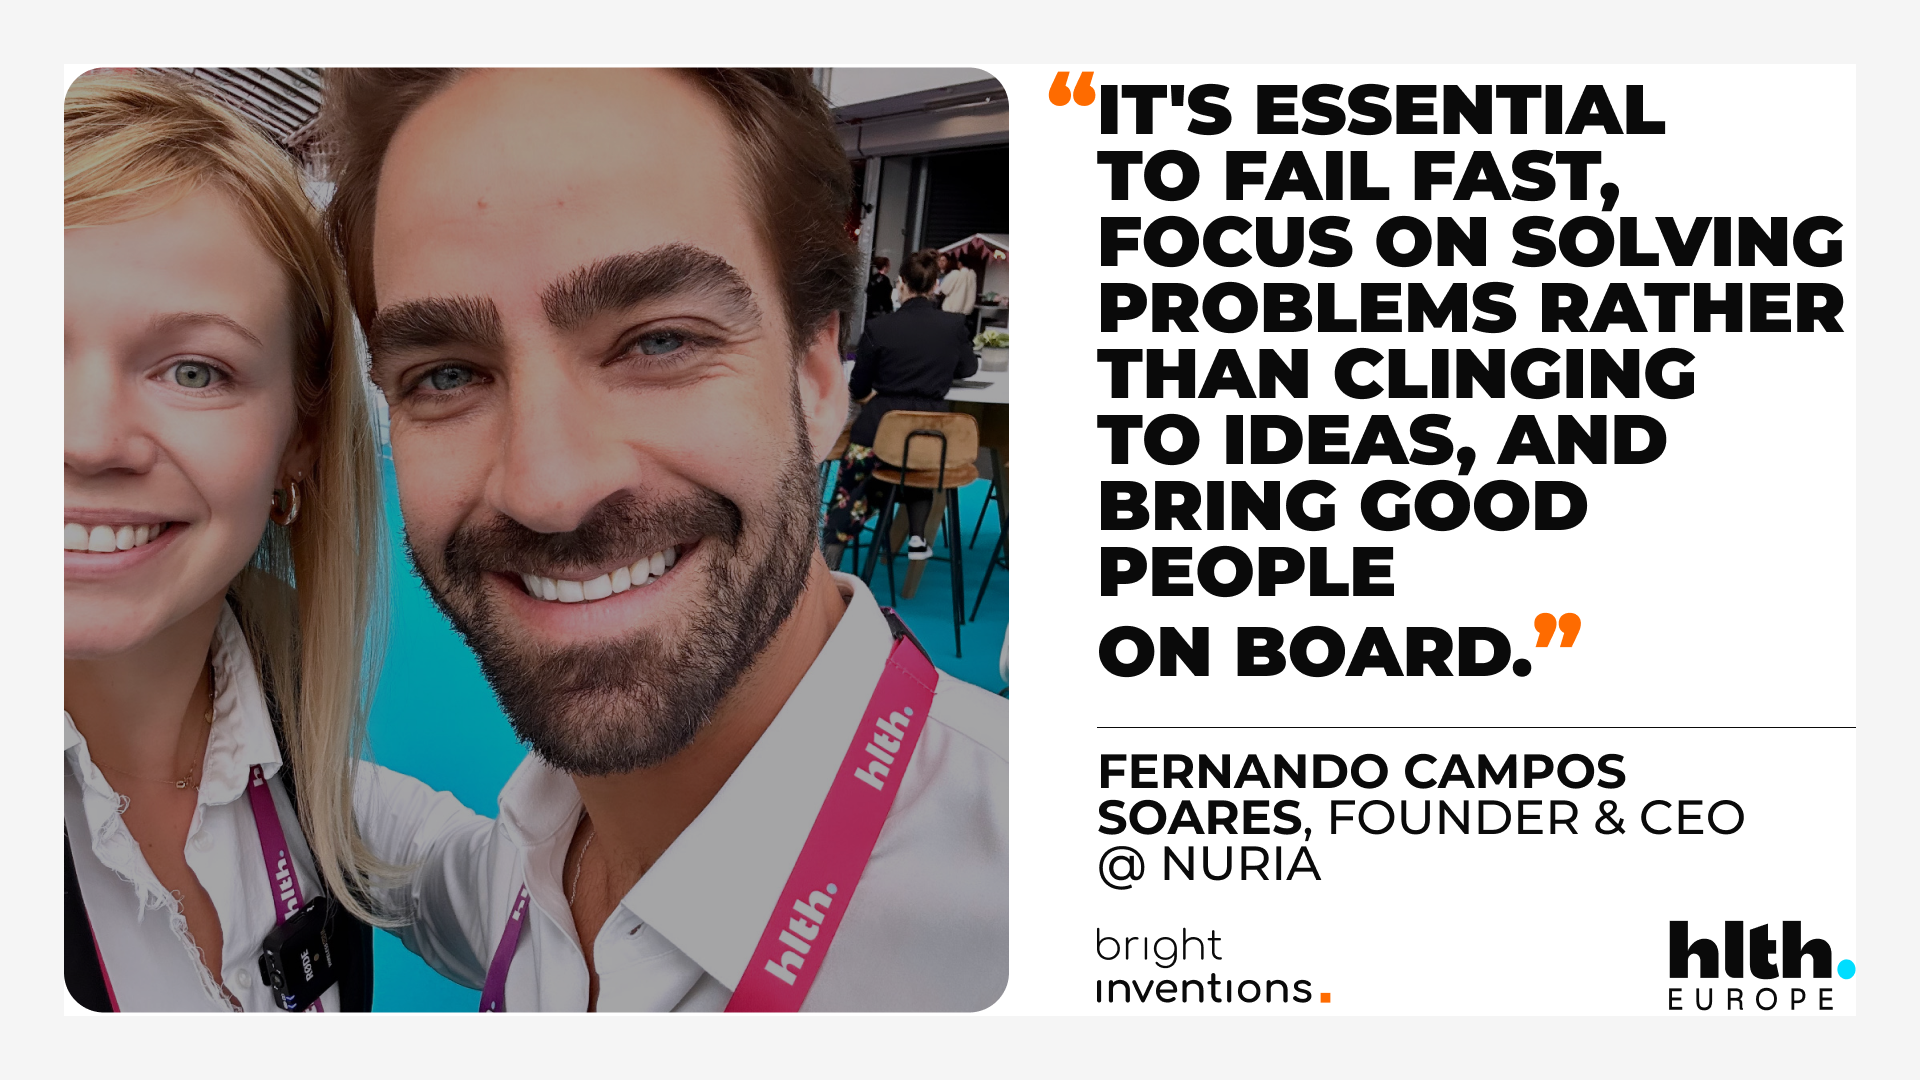 “IT'S ESSENTIAL
TO FAIL FAST,
FOCUS ON SOLVING
PROBLEMS RATHER
THAN CLINGING
TO IDEAS, AND
BRING GOOD
PEOPLE
ON BOARD.”
FERNANDO CAMPOS
SOARES, FOUNDER & CEO
@ NURIA
bright
inventions.
hlth.
EUROPE
hlth.
hlth.
hlth.
RØDE